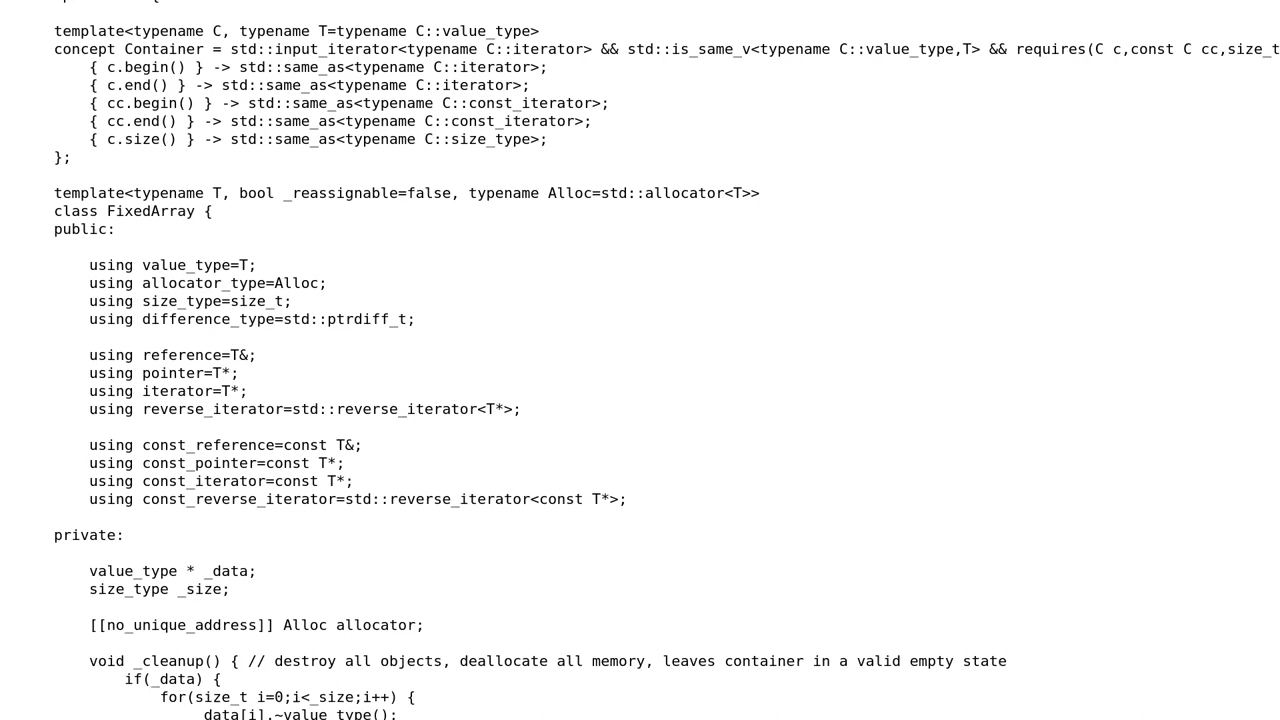 template<typename C, typename T=typename C::value_type>
concept Container = std::input_iterator<typename C::iterator> && std::is_same_v<typename C::value_type,T> && requires(C c,const C cc,size_t
    { c.begin() } -> std::same_as<typename C::iterator>;
    { c.end() } -> std::same_as<typename C::iterator>;
    { cc.begin() } -> std::same_as<typename C::const_iterator>;
    { cc.end() } -> std::same_as<typename C::const_iterator>;
    { c.size() } -> std::same_as<typename C::size_type>;
};

template<typename T, bool _reassignable=false, typename Alloc=std::allocator<T>>
class FixedArray {
public:

    using value_type=T;
    using allocator_type=Alloc;
    using size_type=size_t;
    using difference_type=std::ptrdiff_t;

    using reference=T&;
    using pointer=T*;
    using iterator=T*;
    using reverse_iterator=std::reverse_iterator<T*>;

    using const_reference=const T&;
    using const_pointer=const T*;
    using const_iterator=const T*;
    using const_reverse_iterator=std::reverse_iterator<const T*>;

private:

    value_type * _data;
    size_type _size;

    [[no_unique_address]] Alloc allocator;

    void _cleanup() { // destroy all objects, deallocate all memory, leaves container in a valid empty state
        if(_data) {
            for(size_t i=0;i<_size;i++) {
                _data[i].~value_type();